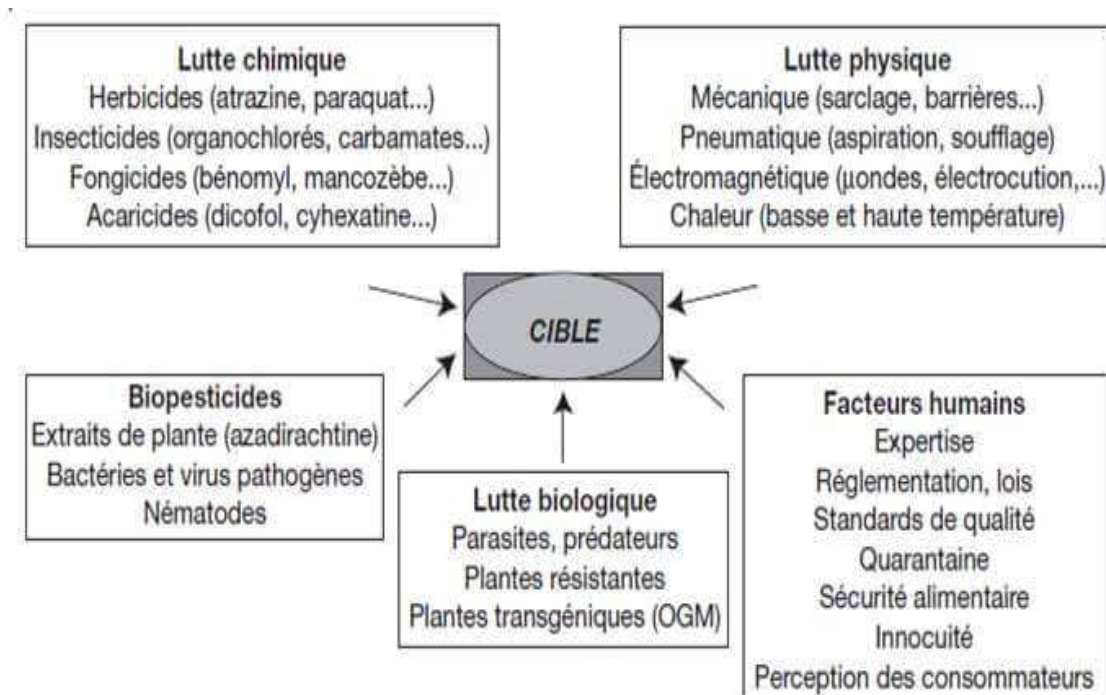 Lutte chimique
Herbicides (atrazine, paraquat...)
Insecticides (organochlorés, carbamates...)
Fongicides (bénomyl, mancozèbe...)
Acaricides (dicofol, cyhexatine...)
Lutte physique
Mécanique (sarclage, barrières...)
Pneumatique (aspiration, soufflage)
Électromagnétique (µondes, électrocution,...)
Chaleur (basse et haute température)
CIBLE
Biopesticides
Extraits de plante (azadirachtine)
Bactéries et virus pathogènes
Nématodes
Lutte biologique
Parasites, prédateurs
Plantes résistantes
Plantes transgéniques (OGM)
Facteurs humains
Expertise
Réglementation, lois
Standards de qualité
Quarantaine
Sécurité alimentaire
Innocuité
Perception des consommateurs